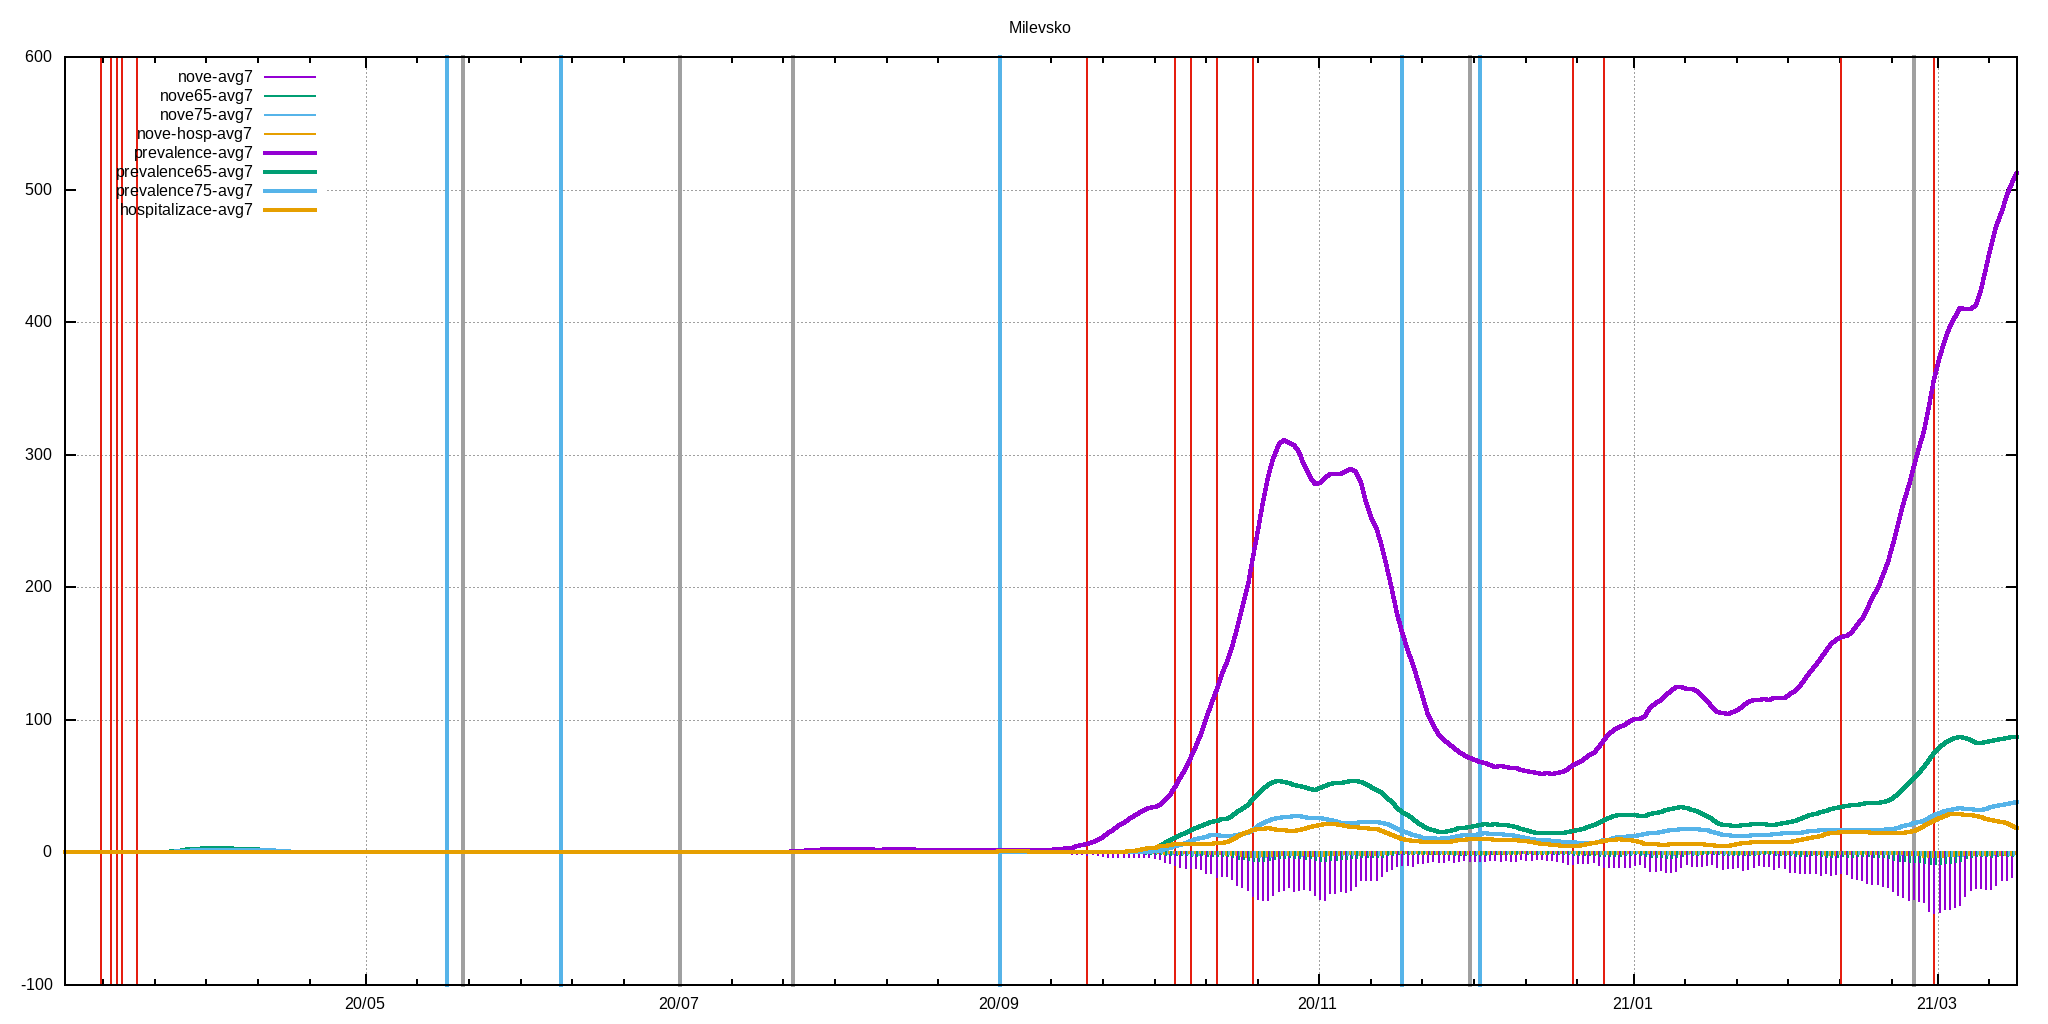 Milevsko
600
nove-avg7
nove65-avg7
nove75-avg7
nove-hosp-avg7
prevalence-avg7
prevalence65-avg7
prevalence75-avg7
hospitalizace-avg7
500
400
300
200
100
0
-100
20/05
20/07
20/09
20/11
21/01
21/03